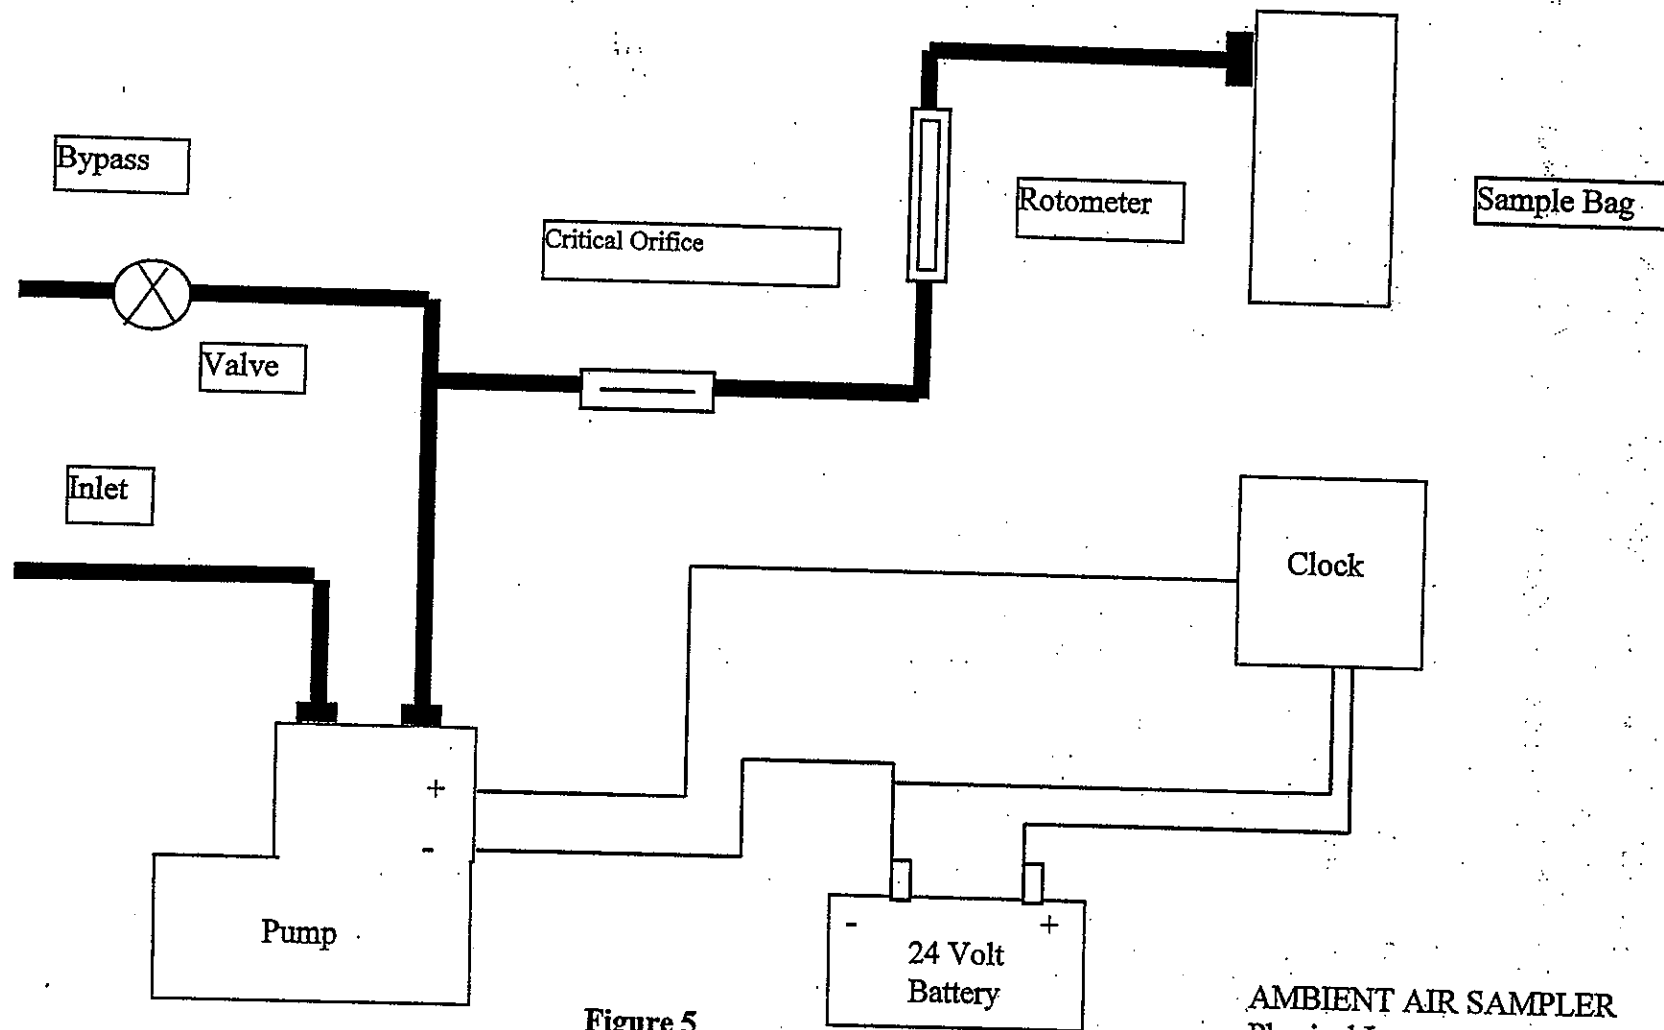 Bypass
Critical Orifice
Rotometer
Sample Bag
Valve
Inlet
Clock
+
-
Pump
- +
24 Volt
Battery
Figure 5
AMBIENT AIR SAMPLER